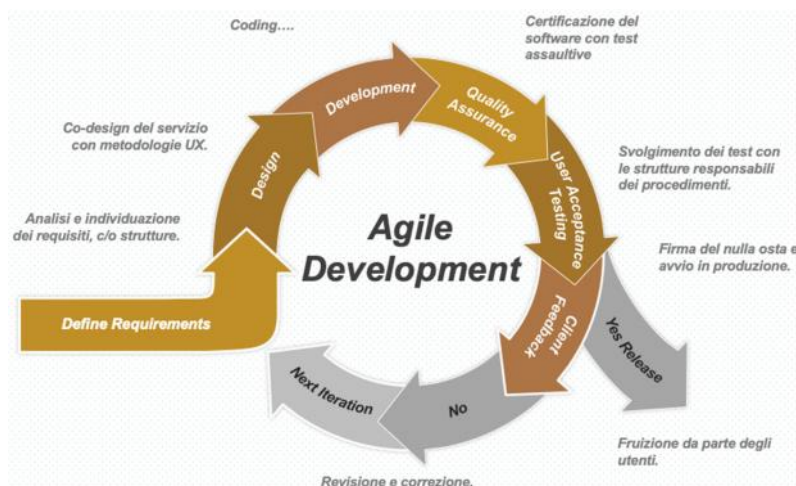 Coding....
Certificazione del
software con test
assaultive
Development
Quality
Assurance
Co-design del servizio
con metodologie UX.
Design
User Acceptance
Testing
Svolgimento dei test con
le strutture responsabili
dei procedimenti.
Analisi e individuazione
dei requisiti, c/o strutture.
Agile
Development
Firma del nulla osta e
avvio in produzione.
Define Requirements
Client
Feedback
Yes Release
Next Iteration
No
Fruizione da parte degli
utenti.
Revisione e correzione.